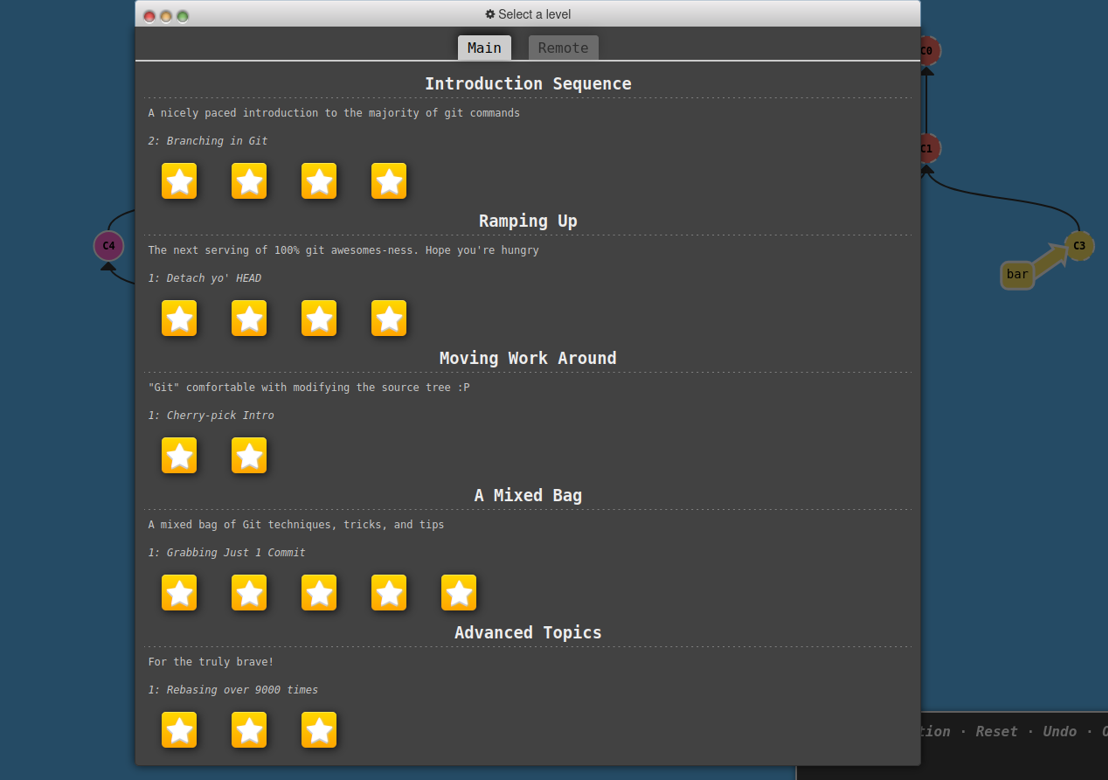 Select a level
Main Remote
Introduction Sequence
A nicely paced introduction to the majority of git commands
2: Branching in Git
Ramping Up
The next serving of 100% git awesomes-ness. Hope you're hungry
1: Detach yo' HEAD
Moving Work Around
"Git" comfortable with modifying the source tree :P
1: Cherry-pick Intro
A Mixed Bag
A mixed bag of Git techniques, tricks, and tips
1: Grabbing Just 1 Commit
Advanced Topics
For the truly brave!
1: Rebasing over 9000 times
C4
C0
C1
C3
bar
· Reset · Undo ·